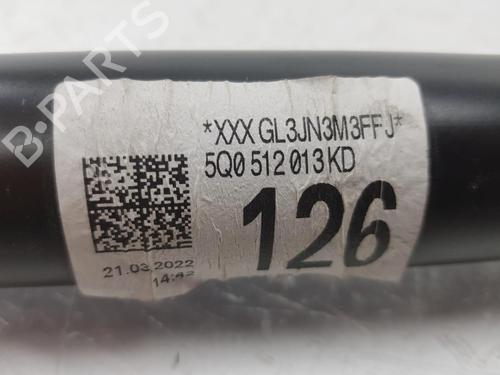 B-PARTS
*XXX GL3JN3M3FFJ*
5Q0 512 013 KD
126
21.03.2022
14:42